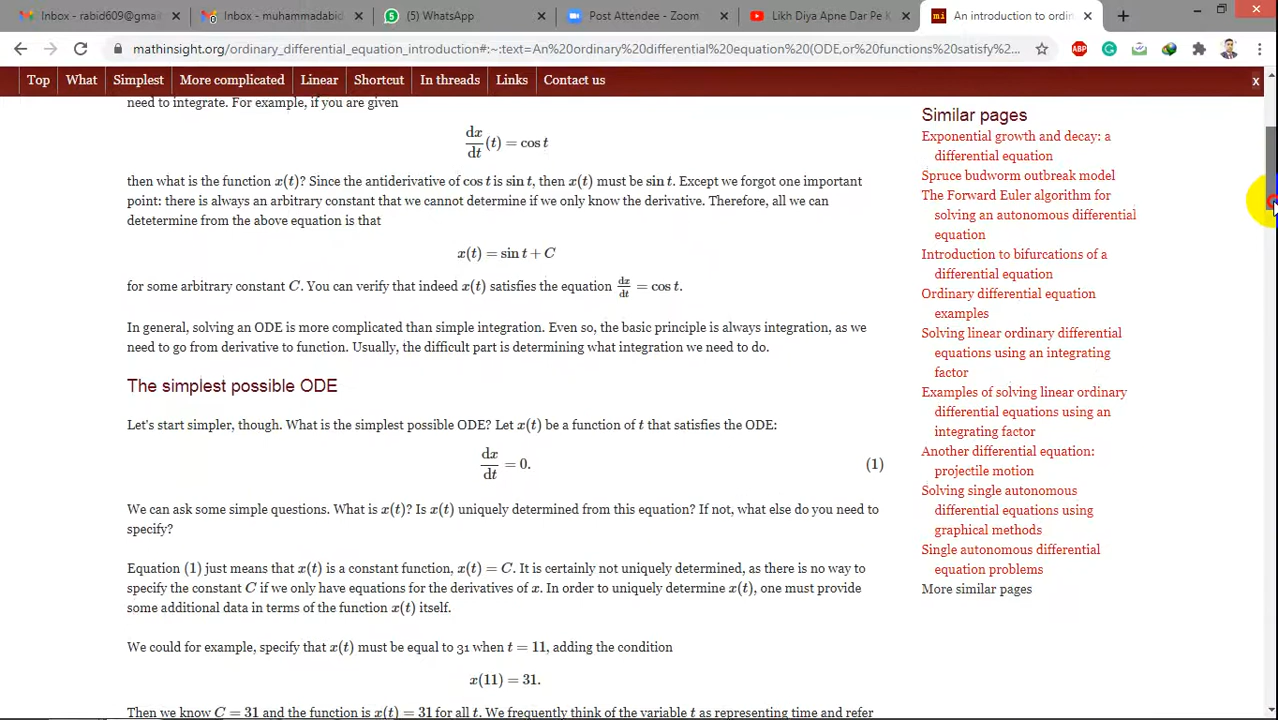 Inbox - rabid609@gma
Inbox - muhammadabid
(5) WhatsApp
Post Attendee - Zoom
Likh Diya Apne Dar Pe K
mi An introduction to ordin
mathinsight.org/ordinary_differential_equation_introduction#:~:text=An%20ordinary%20differential%20equation%20(ODE,or%20functions%20satisfy%...
ABP
Top What Simplest More complicated Linear Shortcut In threads Links Contact us x
need to integrate. For example, if you are given
dx/dt (t) = cos t
then what is the function x(t)? Since the antiderivative of cos t is sin t, then x(t) must be sin t. Except we forgot one important
point: there is always an arbitrary constant that we cannot determine if we only know the derivative. Therefore, all we can
detetermine from the above equation is that
x(t) = sin t + C
for some arbitrary constant C. You can verify that indeed x(t) satisfies the equation dx/dt = cos t.
In general, solving an ODE is more complicated than simple integration. Even so, the basic principle is always integration, as we
need to go from derivative to function. Usually, the difficult part is determining what integration we need to do.
The simplest possible ODE
Let's start simpler, though. What is the simplest possible ODE? Let x(t) be a function of t that satisfies the ODE:
dx/dt = 0. (1)
We can ask some simple questions. What is x(t)? Is x(t) uniquely determined from this equation? If not, what else do you need to
specify?
Equation (1) just means that x(t) is a constant function, x(t) = C. It is certainly not uniquely determined, as there is no way to
specify the constant C if we only have equations for the derivatives of x. In order to uniquely determine x(t), one must provide
some additional data in terms of the function x(t) itself.
We could for example, specify that x(t) must be equal to 31 when t = 11, adding the condition
x(11) = 31.
Then we know C = 31 and the function is x(t) = 31 for all t. We frequently think of the variable t as representing time and refer
Similar pages
Exponential growth and decay: a
differential equation
Spruce budworm outbreak model
The Forward Euler algorithm for
solving an autonomous differential
equation
Introduction to bifurcations of a
differential equation
Ordinary differential equation
examples
Solving linear ordinary differential
equations using an integrating
factor
Examples of solving linear ordinary
differential equations using an
integrating factor
Another differential equation:
projectile motion
Solving single autonomous
differential equations using
graphical methods
Single autonomous differential
equation problems
More similar pages